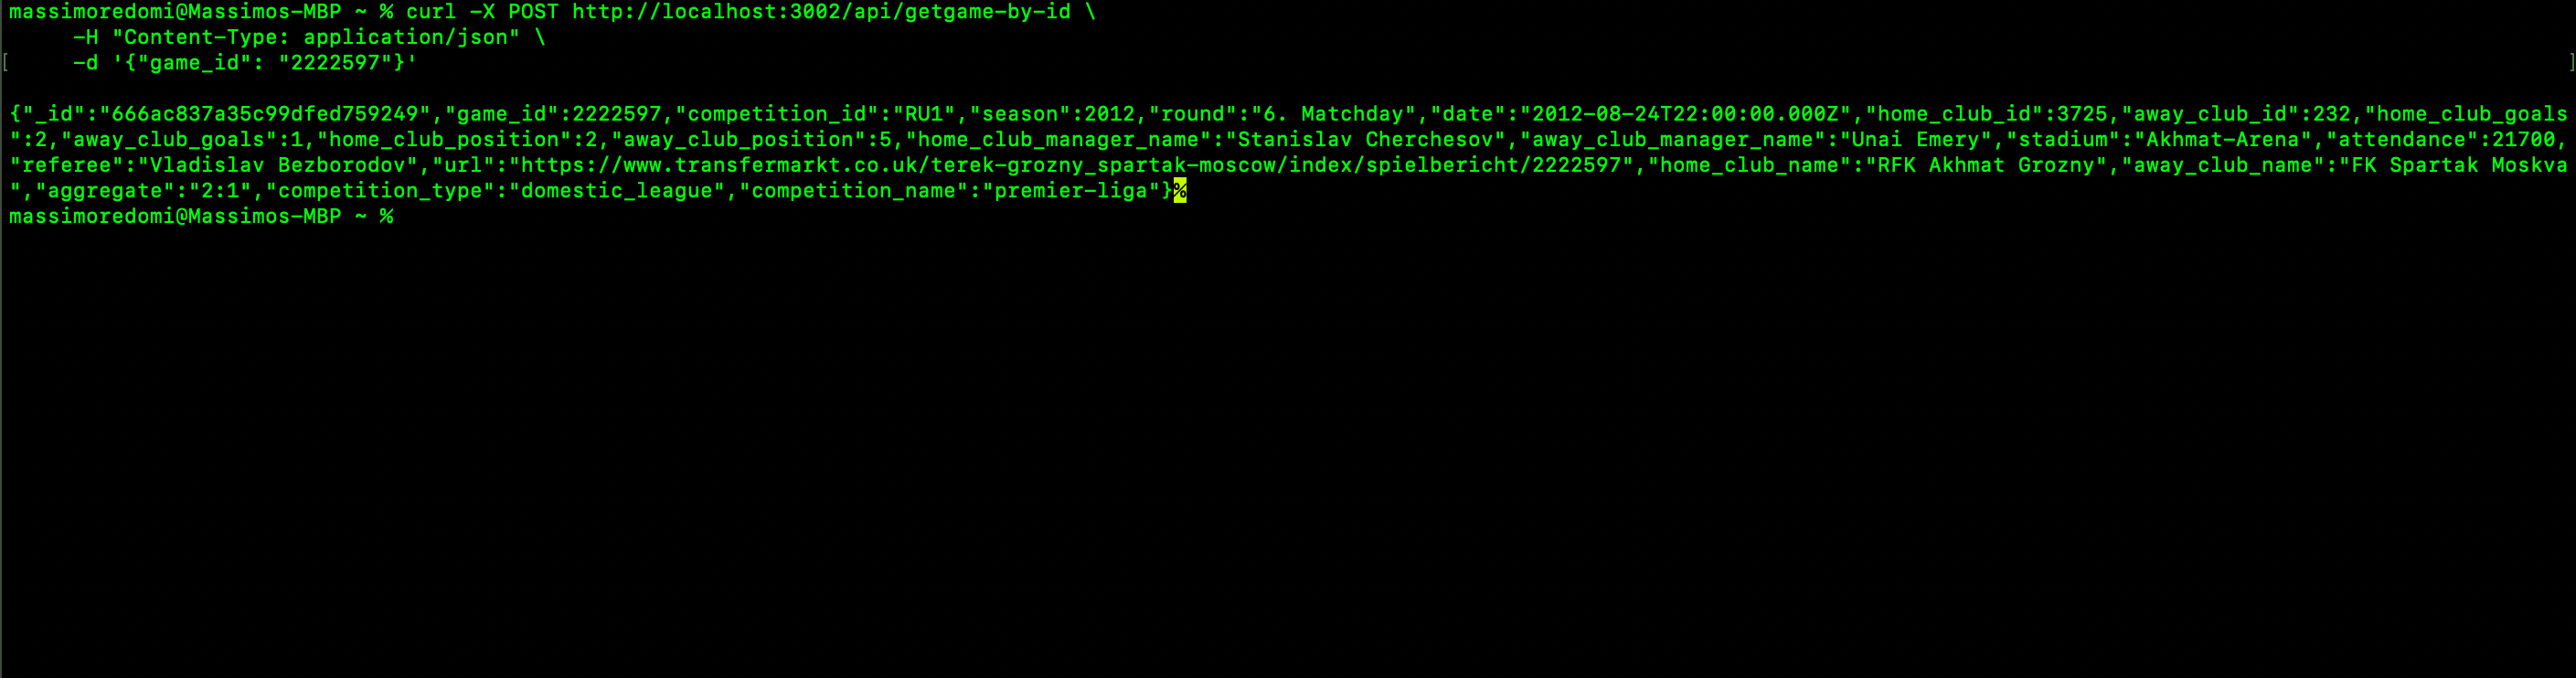 massimoredomi@Massimos-MBP ~ % curl -X POST http://localhost:3002/api/getgame-by-id \
     -H "Content-Type: application/json" \
[    -d '{"game_id": "2222597"}' ]
{"_id":"666ac837a35c99dfed759249","game_id":2222597,"competition_id":"RU1","season":2012,"round":"6. Matchday","date":"2012-08-24T22:00:00.000Z","home_club_id":3725,"away_club_id":232,"home_club_goals
":2,"away_club_goals":1,"home_club_position":2,"away_club_position":5,"home_club_manager_name":"Stanislav Cherchesov","away_club_manager_name":"Unai Emery","stadium":"Akhmat-Arena","attendance":21700,
"referee":"Vladislav Bezborodov","url":"https://www.transfermarkt.co.uk/terek-grozny_spartak-moscow/index/spielbericht/2222597","home_club_name":"RFK Akhmat Grozny","away_club_name":"FK Spartak Moskva
","aggregate":"2:1","competition_type":"domestic_league","competition_name":"premier-liga"}%
massimoredomi@Massimos-MBP ~ %